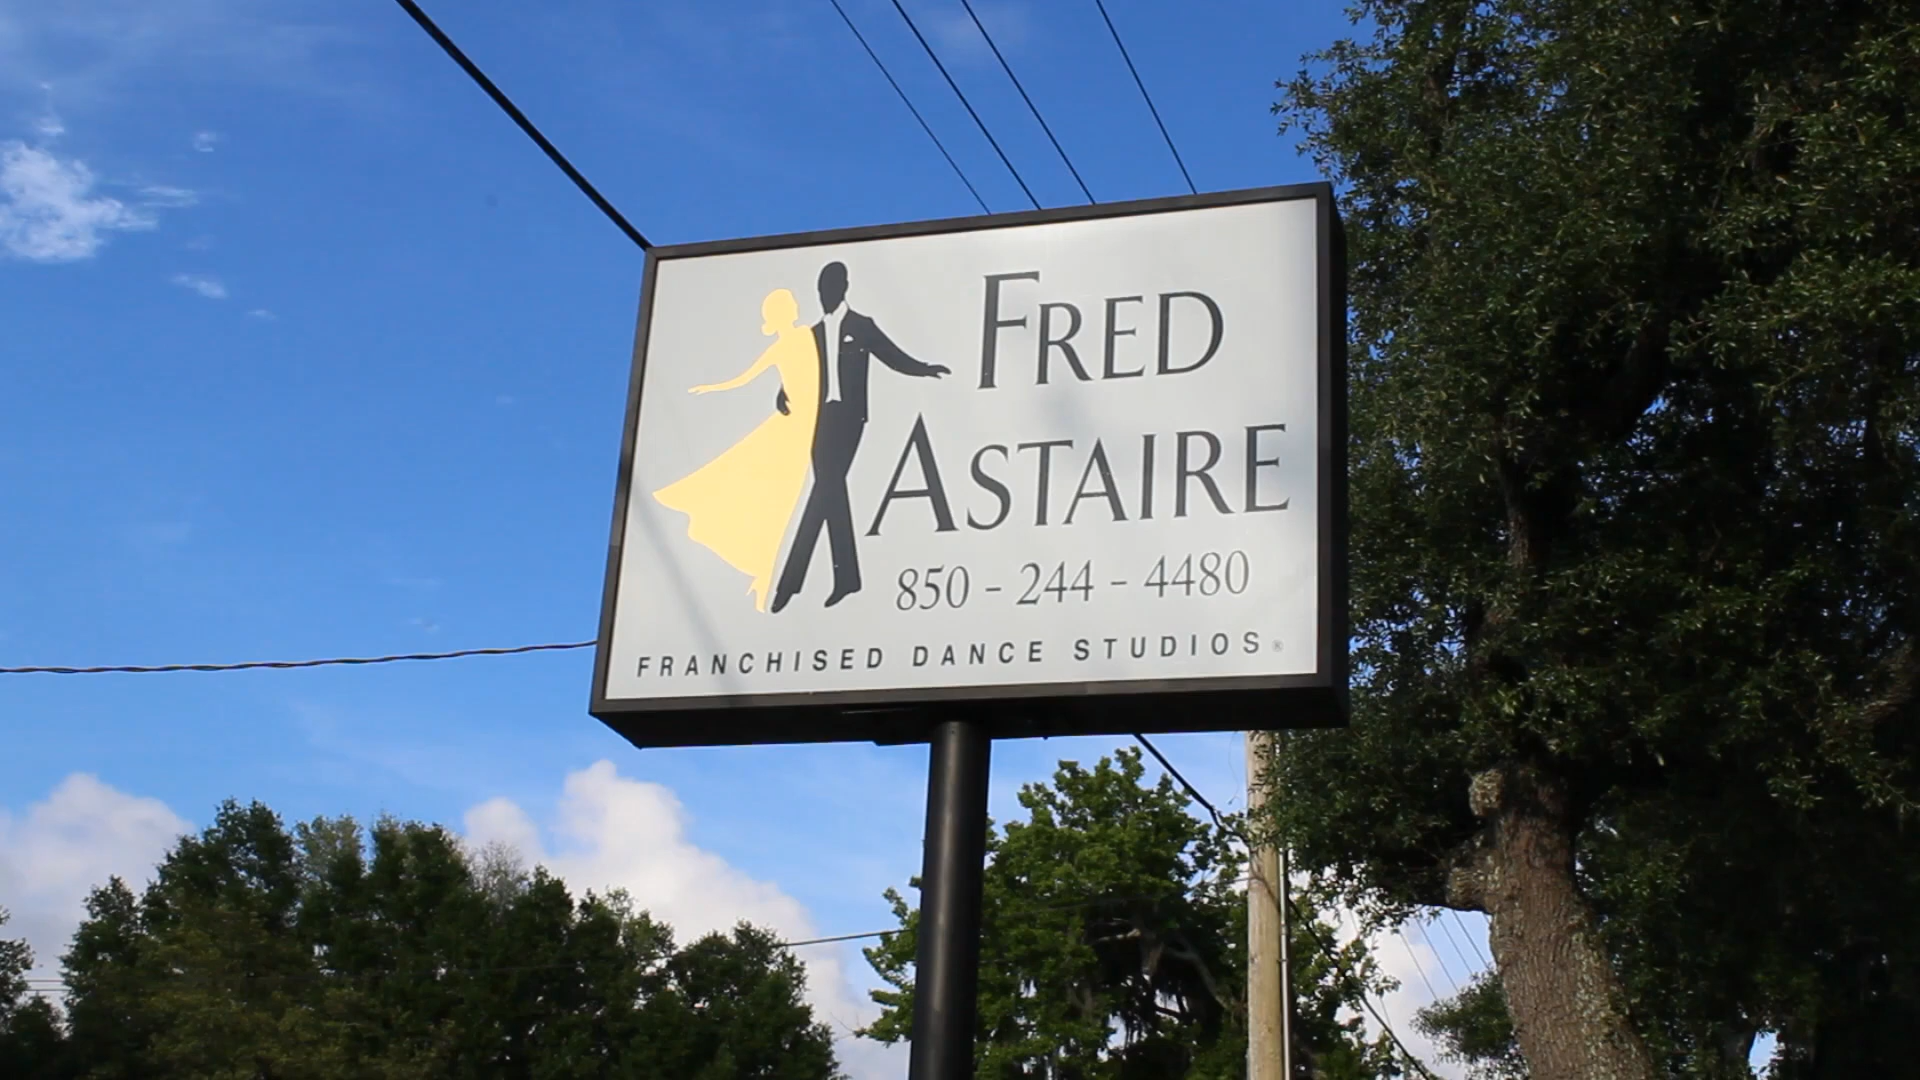 FRED
ASTAIRE
850 - 244 - 4480
FRANCHISED DANCE STUDIOS®